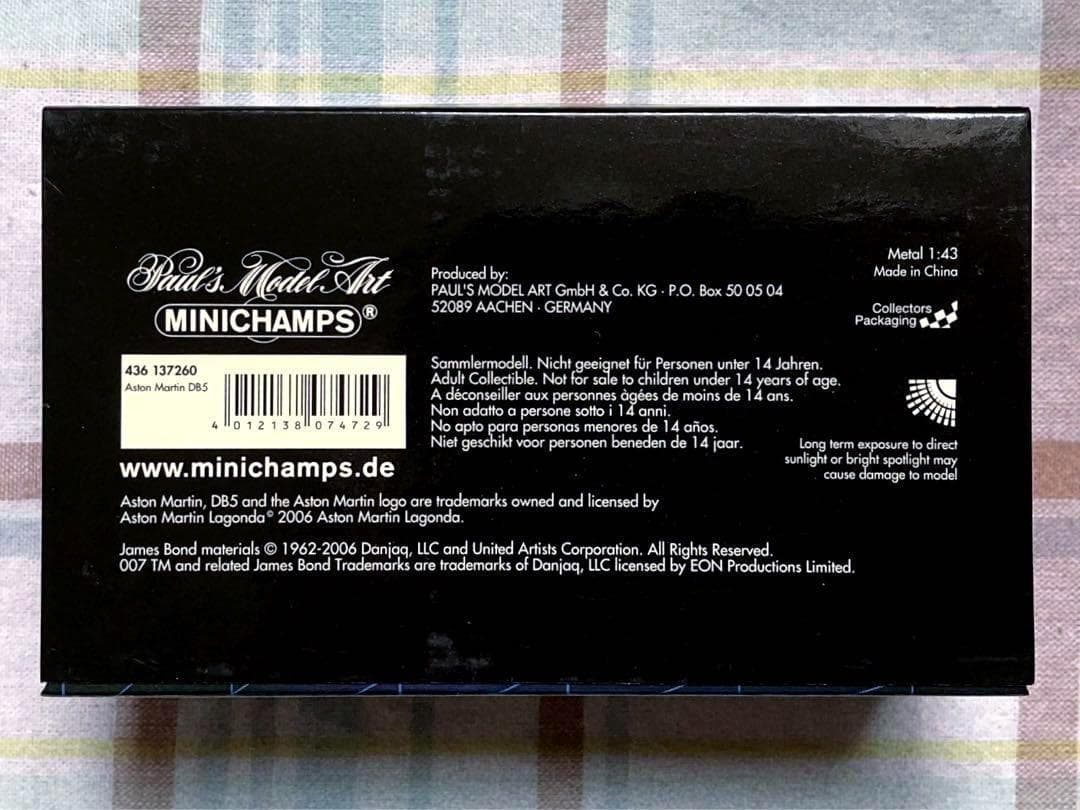 Metal 1:43
Made in China
Collectors
Packaging
Paul's Model Art
MINICHAMPS®
Produced by:
PAUL'S MODEL ART GmbH & Co. KG · P.O. Box 50 05 04
52089 AACHEN · GERMANY
436 137260
Aston Martin DB5
4 012138 074729
www.minichamps.de
Sammlermodell. Nicht geeignet für Personen unter 14 Jahren.
Adult Collectible. Not for sale to children under 14 years of age.
A déconseiller aux personnes âgées de moins de 14 ans.
Non adatto a persone sotto i 14 anni.
No apto para personas menores de 14 años.
Niet geschikt voor personen beneden de 14 jaar.
Long term exposure to direct
sunlight or bright spotlight may
cause damage to model
Aston Martin, DB5 and the Aston Martin logo are trademarks owned and licensed by
Aston Martin Lagonda© 2006 Aston Martin Lagonda.
James Bond materials © 1962-2006 Danjaq, LLC and United Artists Corporation. All Rights Reserved.
007 TM and related James Bond Trademarks are trademarks of Danjaq, LLC licensed by EON Productions Limited.